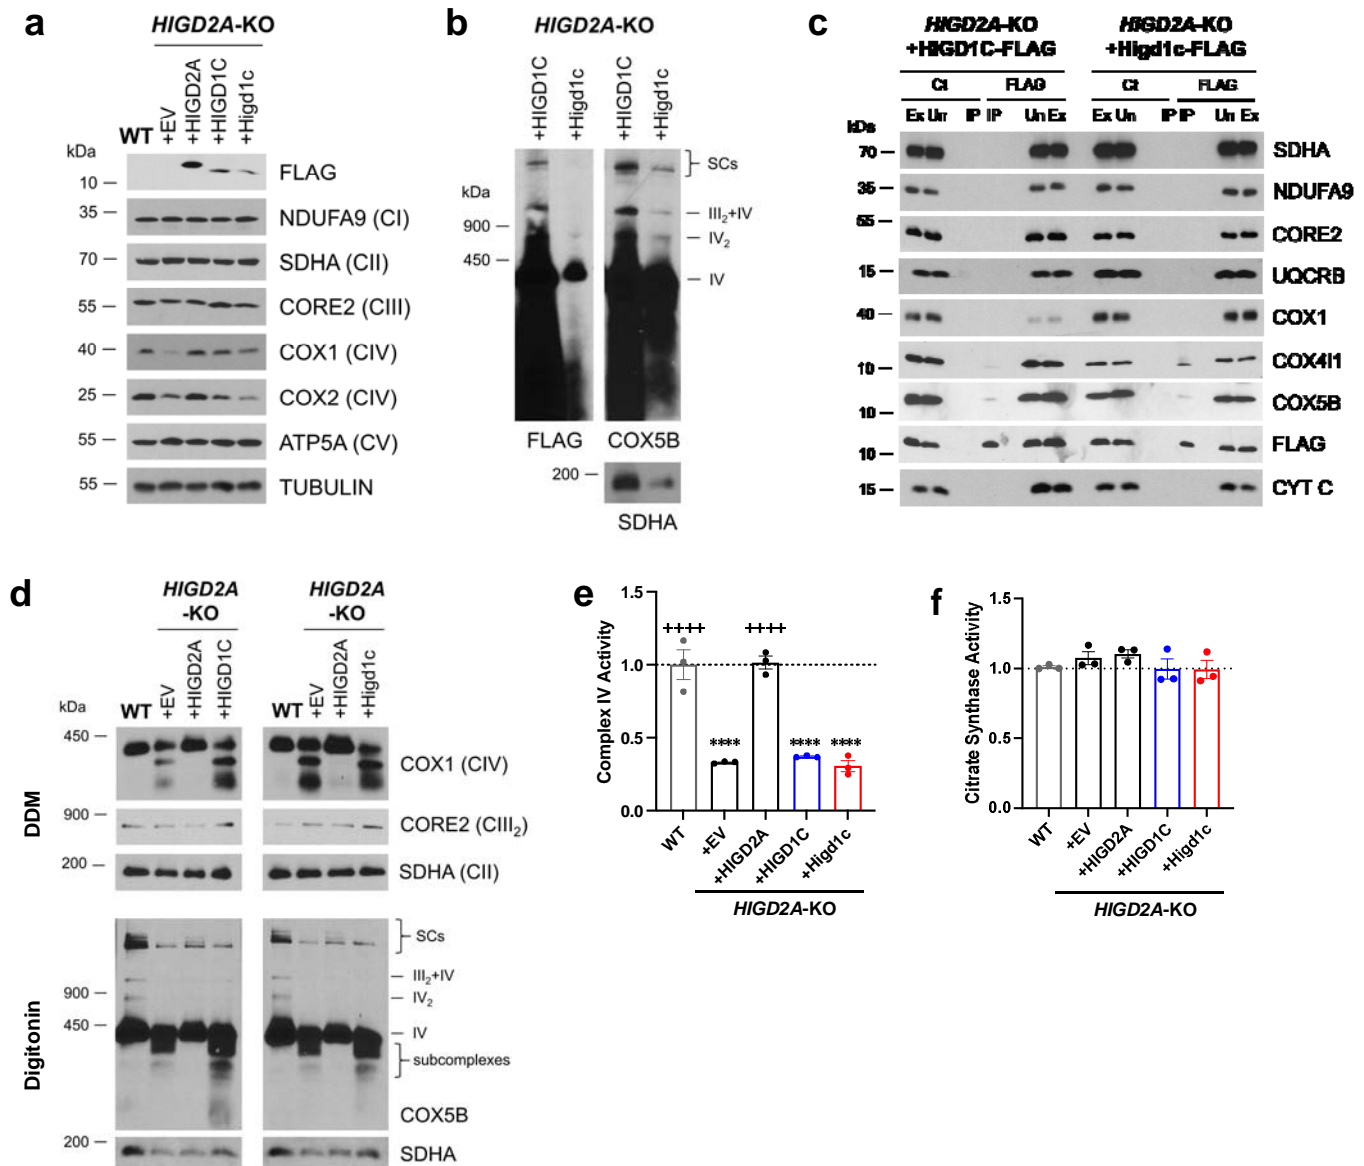 a
HIGD2A-KO
WT
+EV
+HIGD2A
+HIGD1C
+Higd1c
kDa
10
FLAG
35
NDUFA9 (CI)
70
SDHA (CII)
55
CORE2 (CIII)
40
COX1 (CIV)
25
COX2 (CIV)
55
ATP5A (CV)
55
TUBULIN
b
HIGD2A-KO
+HIGD1C
+Higd1c
+HIGD1C
+Higd1c
kDa
900
450
SCs
III2+IV
IV2
IV
FLAG
COX5B
200
SDHA
c
HIGD2A-KO
+HIGD1C-FLAG
HIGD2A-KO
+Higd1c-FLAG
Ct
FLAG
Ct
FLAG
Ex Un IP IP Un Ex
Ex Un IP IP Un Ex
kDa
70
SDHA
35
NDUFA9
55
CORE2
15
UQCRB
40
COX1
10
COX4I1
10
COX5B
10
FLAG
15
CYT C
d
HIGD2A
-KO
HIGD2A
-KO
WT
+EV
+HIGD2A
+HIGD1C
WT
+EV
+HIGD2A
+Higd1c
kDa
DDM
450
COX1 (CIV)
900
CORE2 (CIII2)
200
SDHA (CII)
Digitonin
SCs
III2+IV
900
IV2
450
IV
subcomplexes
COX5B
200
SDHA
e
Complex IV Activity
1.5
1.0
0.5
0.0
++++
****
++++
****
****
WT
+EV
+HIGD2A
+HIGD1C
+Higd1c
HIGD2A-KO
f
Citrate Synthase Activity
1.5
1.0
0.5
0.0
WT
+EV
+HIGD2A
+HIGD1C
+Higd1c
HIGD2A-KO